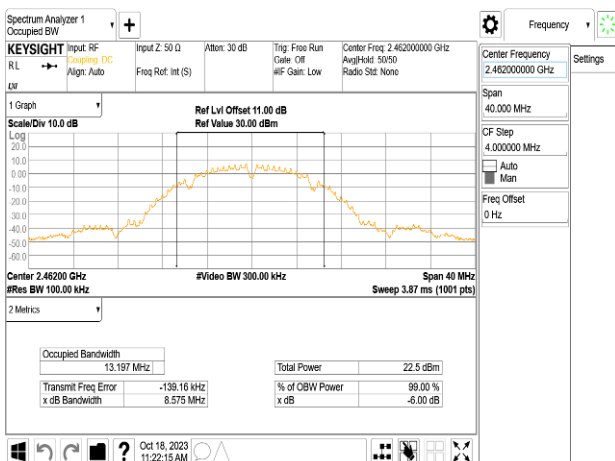 Spectrum Analyzer 1
Occupied BW
Frequency
KEYSIGHT
RL
Input: RF
Coupling: DC
Align: Auto
Input Z: 50 Ω
Freq Ref: Int (S)
Atten: 30 dB
Trig: Free Run
Gate: Off
#IF Gain: Low
Center Freq: 2.462000000 GHz
Avg|Hold: 50/50
Radio Std: None
Center Frequency
2.462000000 GHz
Settings
Span
40.000 MHz
CF Step
4.000000 MHz
Auto
Man
Freq Offset
0 Hz
1 Graph
Scale/Div 10.0 dB
Ref Lvl Offset 11.00 dB
Ref Value 30.00 dBm
Log
20.0
10.0
0.00
-10.0
-20.0
-30.0
-40.0
-50.0
-60.0
Center 2.46200 GHz
#Res BW 100.00 kHz
#Video BW 300.00 kHz
Span 40 MHz
Sweep 3.87 ms (1001 pts)
2 Metrics
Occupied Bandwidth
13.197 MHz
Total Power 22.5 dBm
Transmit Freq Error -139.16 kHz
% of OBW Power 99.00 %
x dB Bandwidth 8.575 MHz
x dB -6.00 dB
?
Oct 18, 2023
11:22:15 AM